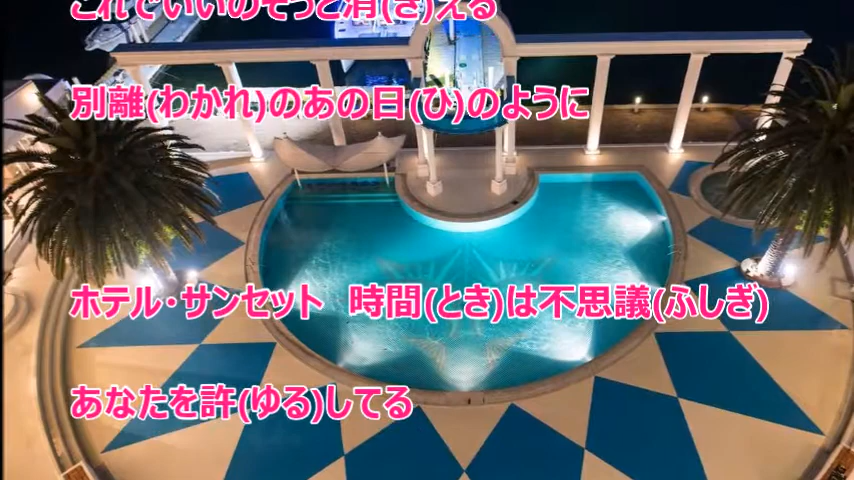 これでいいのそっと消(き)える
別離(わかれ)のあの日(ひ)のように
ホテル・サンセット　時間(とき)は不思議(ふしぎ)
あなたを許(ゆる)してる